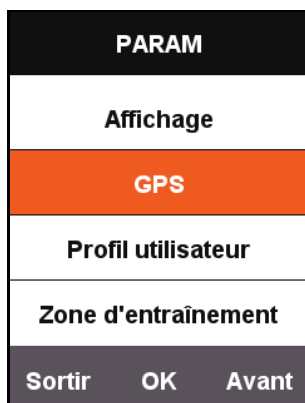 PARAM
Affichage
GPS
Profil utilisateur
Zone d'entraînement
Sortir OK Avant